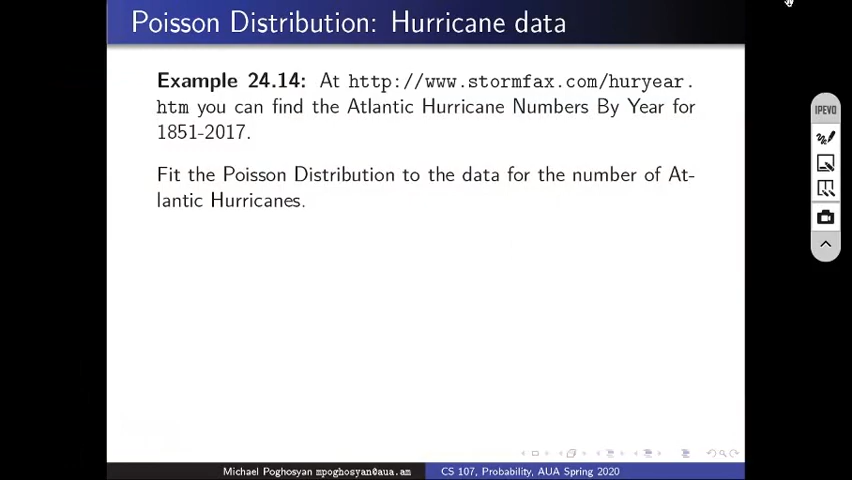 Poisson Distribution: Hurricane data
Example 24.14: At http://www.stormfax.com/huryear.
htm you can find the Atlantic Hurricane Numbers By Year for
1851-2017.
Fit the Poisson Distribution to the data for the number of At-
lantic Hurricanes.
IPEVO
Michael Poghosyan mpoghosyan@aua.am
CS 107, Probability, AUA Spring 2020